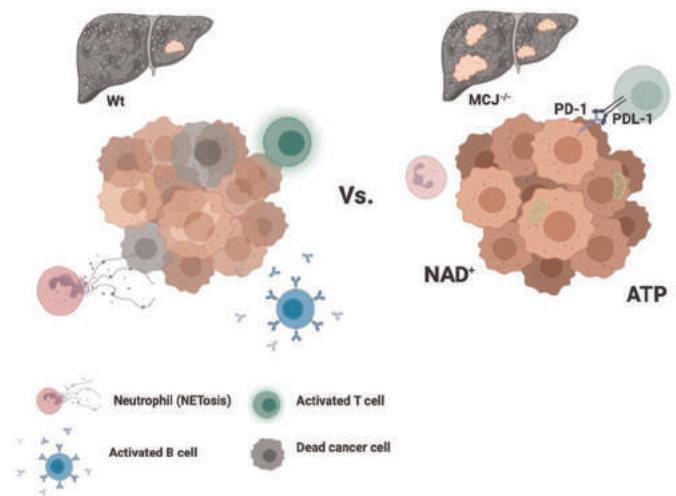 Wt
MCJ-/-
PD-1
PDL-1
Vs.
NAD+
ATP
Neutrophil (NETosis)
Activated T cell
Activated B cell
Dead cancer cell